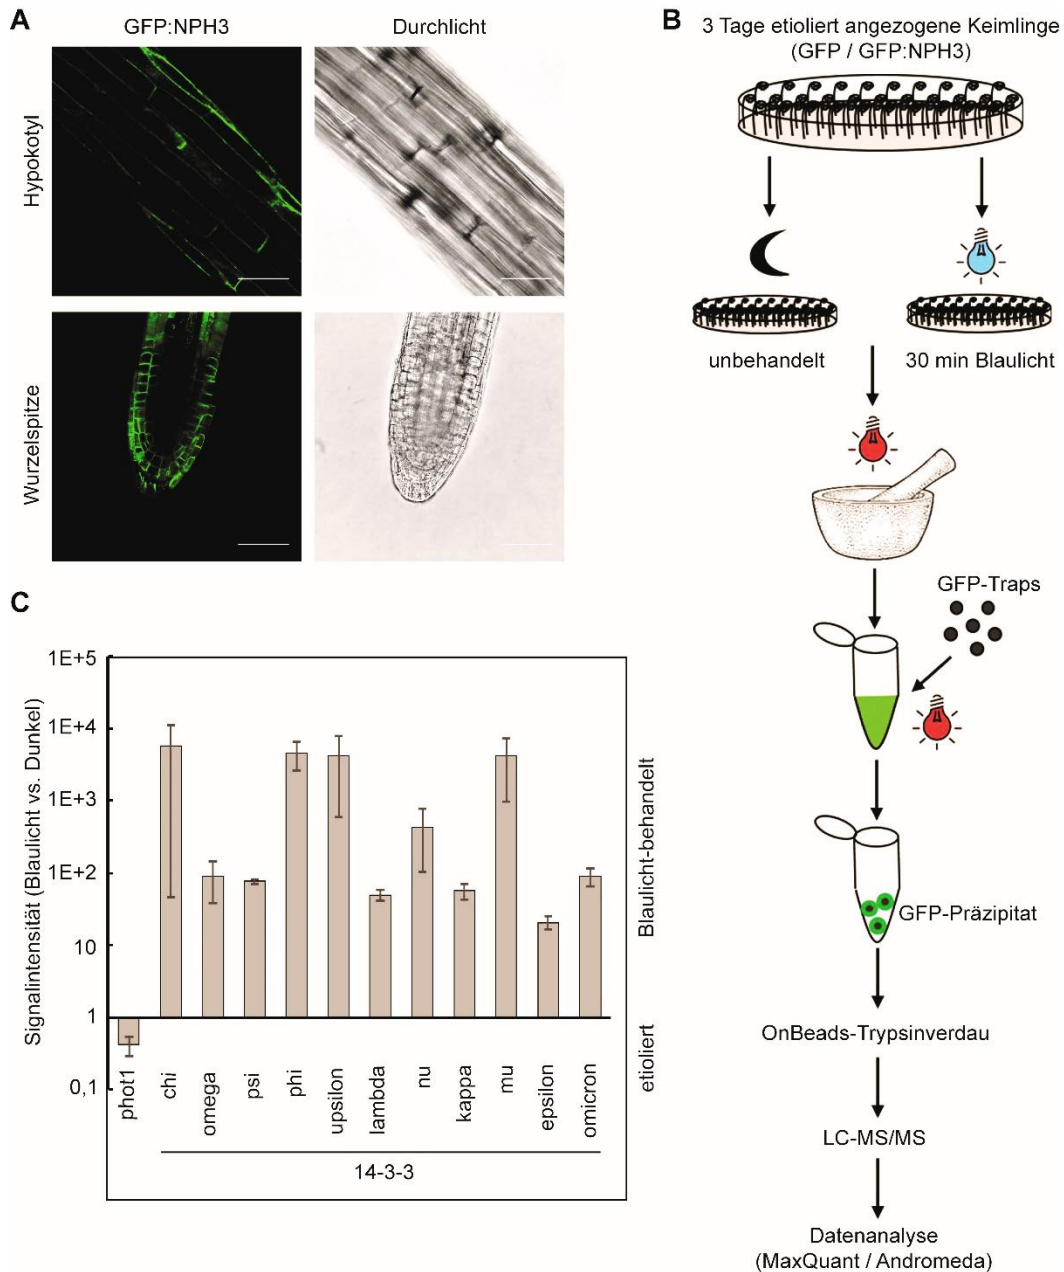 A
GFP:NPH3
Durchlicht
Hypokotyl
Wurzelspitze
B
3 Tage etioliert angezogene Keimlinge
(GFP / GFP:NPH3)
unbehandelt
30 min Blaulicht
GFP-Traps
GFP-Präzipitat
OnBeads-Trypsinverdau
LC-MS/MS
Datenanalyse
(MaxQuant / Andromeda)
C
Signalintensität (Blaulicht vs. Dunkel)
1E+5
1E+4
1E+3
1E+2
10
1
0,1
phot1
chi
omega
psi
phi
upsilon
lambda
nu
kappa
mu
epsilon
omicron
14-3-3
Blaulicht-behandelt
etioliert